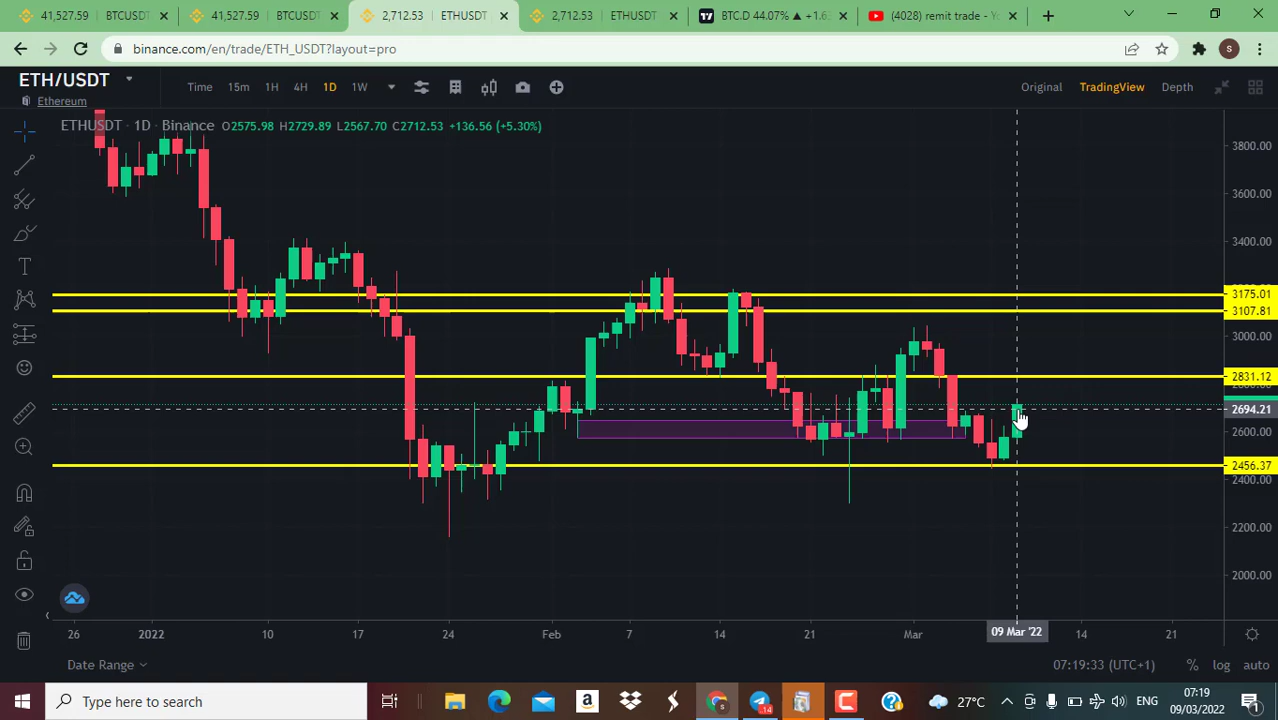 41,527.59 BTCUSDT
41,527.59 BTCUSDT
2,712.53 ETHUSDT
2,712.53 ETHUSDT
BTC.D 44.07% ▲ +1.6
(4028) remit trade - Yo
binance.com/en/trade/ETH_USDT?layout=pro
S
ETH/USDT
Ethereum
Time 15m 1H 4H 1D 1W
Original TradingView Depth
ETHUSDT · 1D · Binance O2575.98 H2729.89 L2567.70 C2712.53 +136.56 (+5.30%)
3800.00
3600.00
3400.00
3175.01
3107.81
3000.00
2831.12
2694.21
2600.00
2456.37
2400.00
2200.00
2000.00
26 2022 10 17 24 Feb 7 14 21 Mar 09 Mar '22 14 21
Date Range 07:19:33 (UTC+1) % log auto
Type here to search
14
27°C ENG 07:19
09/03/2022 1